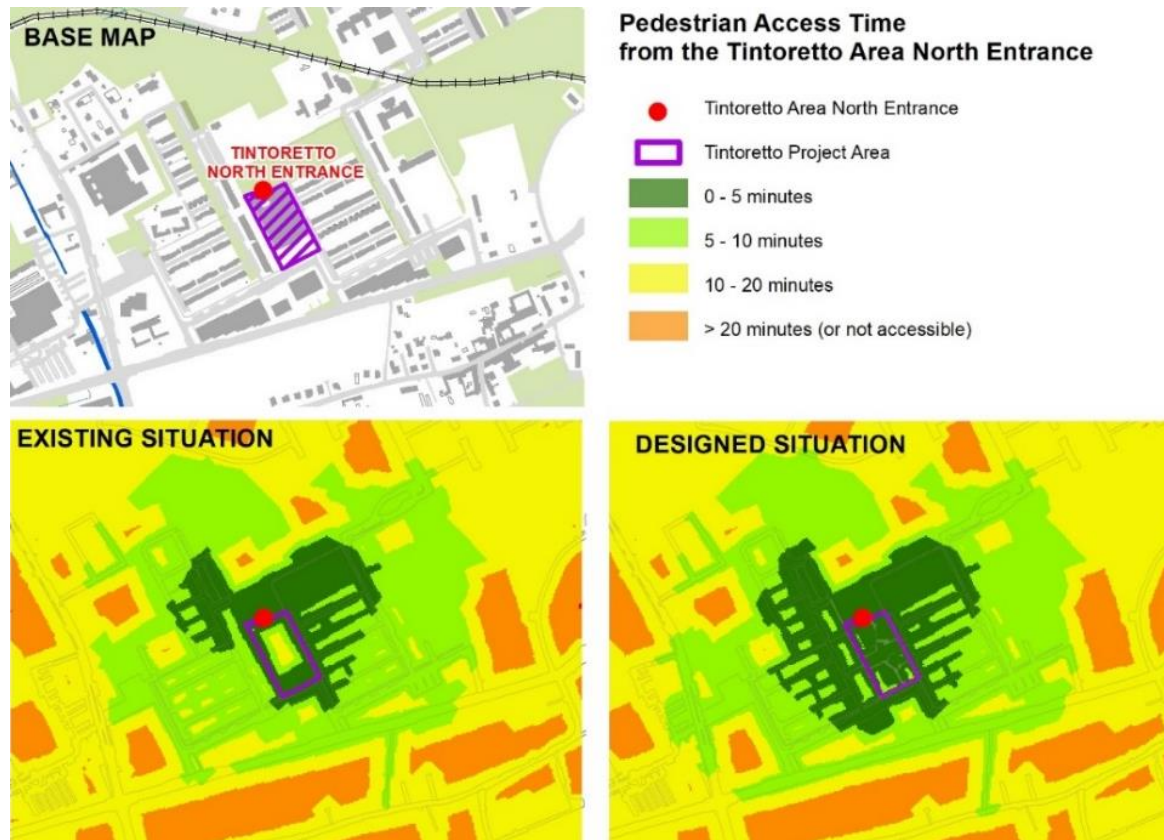 BASE MAP
TINTORETTO
NORTH ENTRANCE
Pedestrian Access Time
from the Tintoretto Area North Entrance
Tintoretto Area North Entrance
Tintoretto Project Area
0 - 5 minutes
5 - 10 minutes
10 - 20 minutes
> 20 minutes (or not accessible)
EXISTING SITUATION
DESIGNED SITUATION